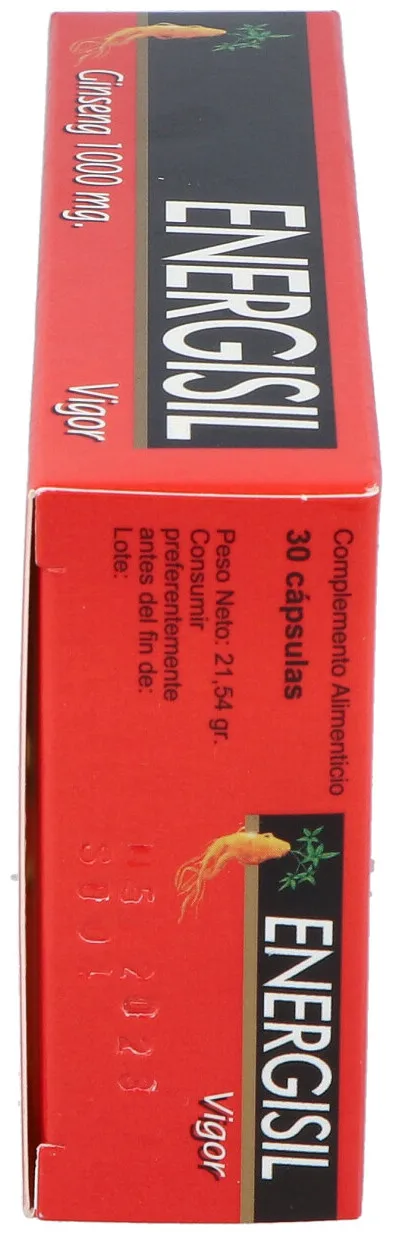 ENERGISIL
Ginseng 1000 mg.
Vigor
Complemento Alimenticio
30 cápsulas
Peso Neto: 21,54 gr.
Consumir
preferentemente
antes del fin de:
Lote:
2023
ENERGISIL
Vigor